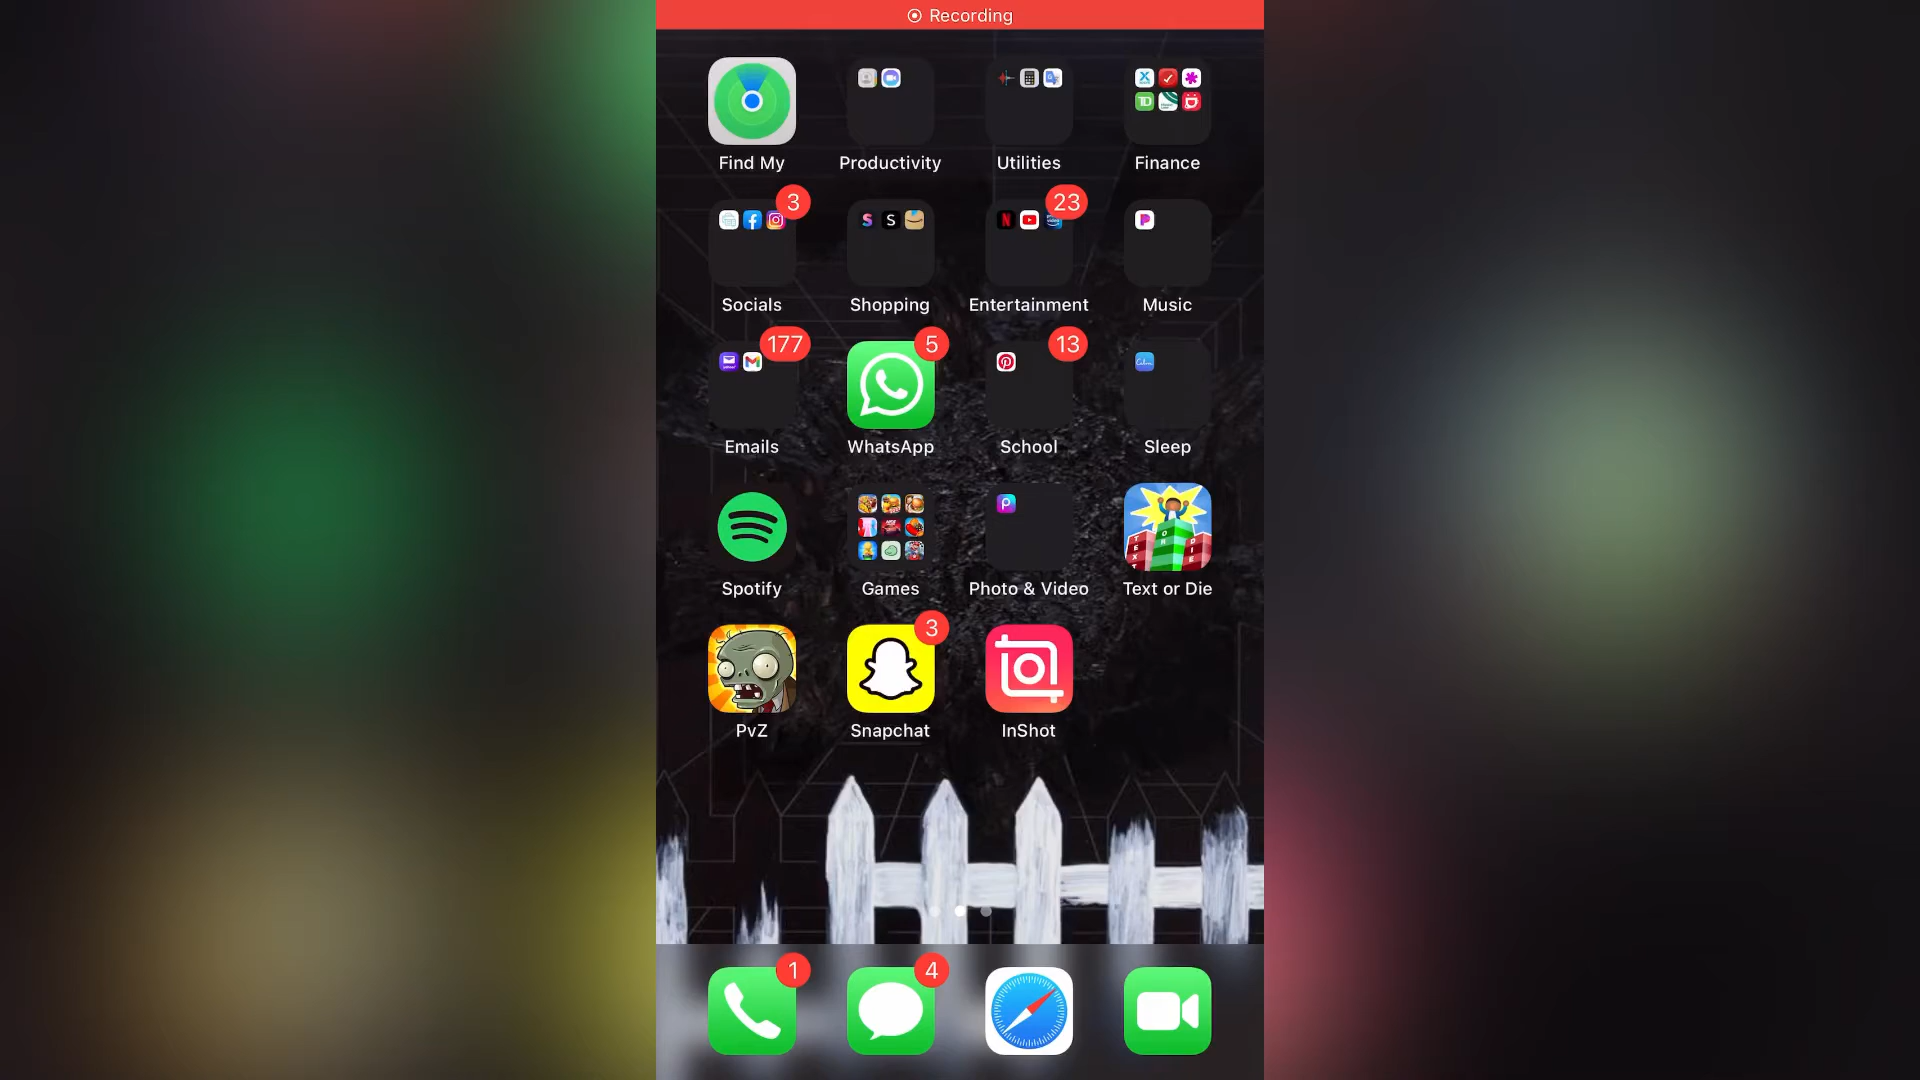 Recording
Find My
Productivity
Utilities
Finance
3
23
Socials
Shopping
Entertainment
Music
177
5
13
Emails
WhatsApp
School
Sleep
Spotify
Games
Photo & Video
Text or Die
3
PvZ
Snapchat
InShot
1
4